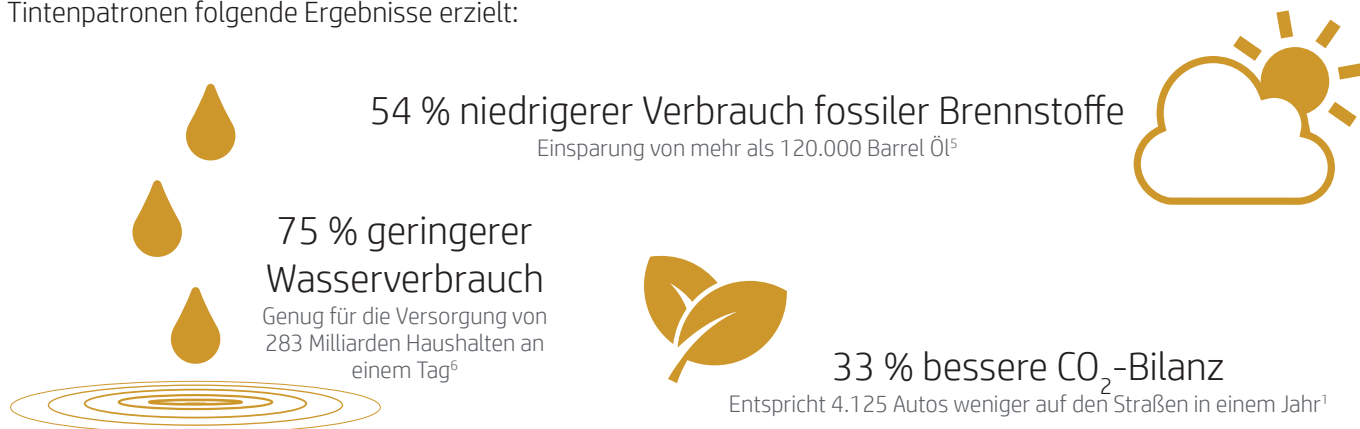 Tintenpatronen folgende Ergebnisse erzielt:
54 % niedrigerer Verbrauch fossiler Brennstoffe
Einsparung von mehr als 120.000 Barrel Öl⁵
75 % geringerer
Wasserverbrauch
Genug für die Versorgung von
283 Milliarden Haushalten an
einem Tag⁶
33 % bessere CO₂-Bilanz
Entspricht 4.125 Autos weniger auf den Straßen in einem Jahr¹